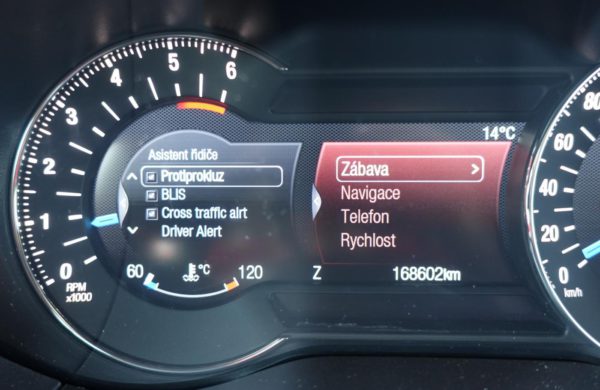 6
5
4
3
2
1
0
RPM
x1000
Asistent řidiče
Protiprokluz
BLIS
Cross traffic alrt
Driver Alert
60 °C 120
14°C
Zábava >
Navigace
Telefon
Rychlost
Z 168602km
80
60
40
20
0
km/h